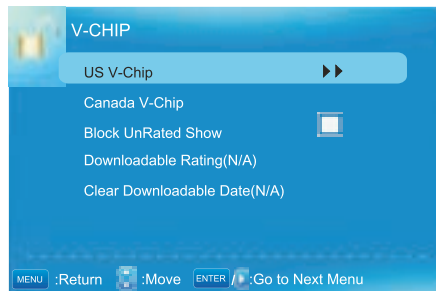 V-CHIP
US V-Chip
Canada V-Chip
Block UnRated Show
Downloadable Rating(N/A)
Clear Downloadable Date(N/A)
MENU :Return :Move ENTER / :Go to Next Menu